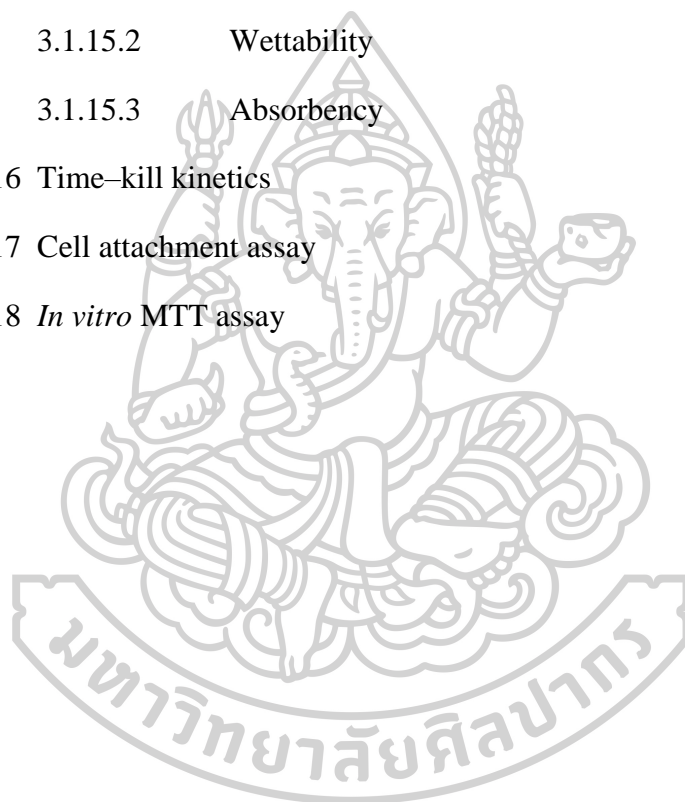 3.1.15.2 Wettability
3.1.15.3 Absorbency
16 Time–kill kinetics
17 Cell attachment assay
18 In vitro MTT assay
มหาวิทยาลัยศิลปากร